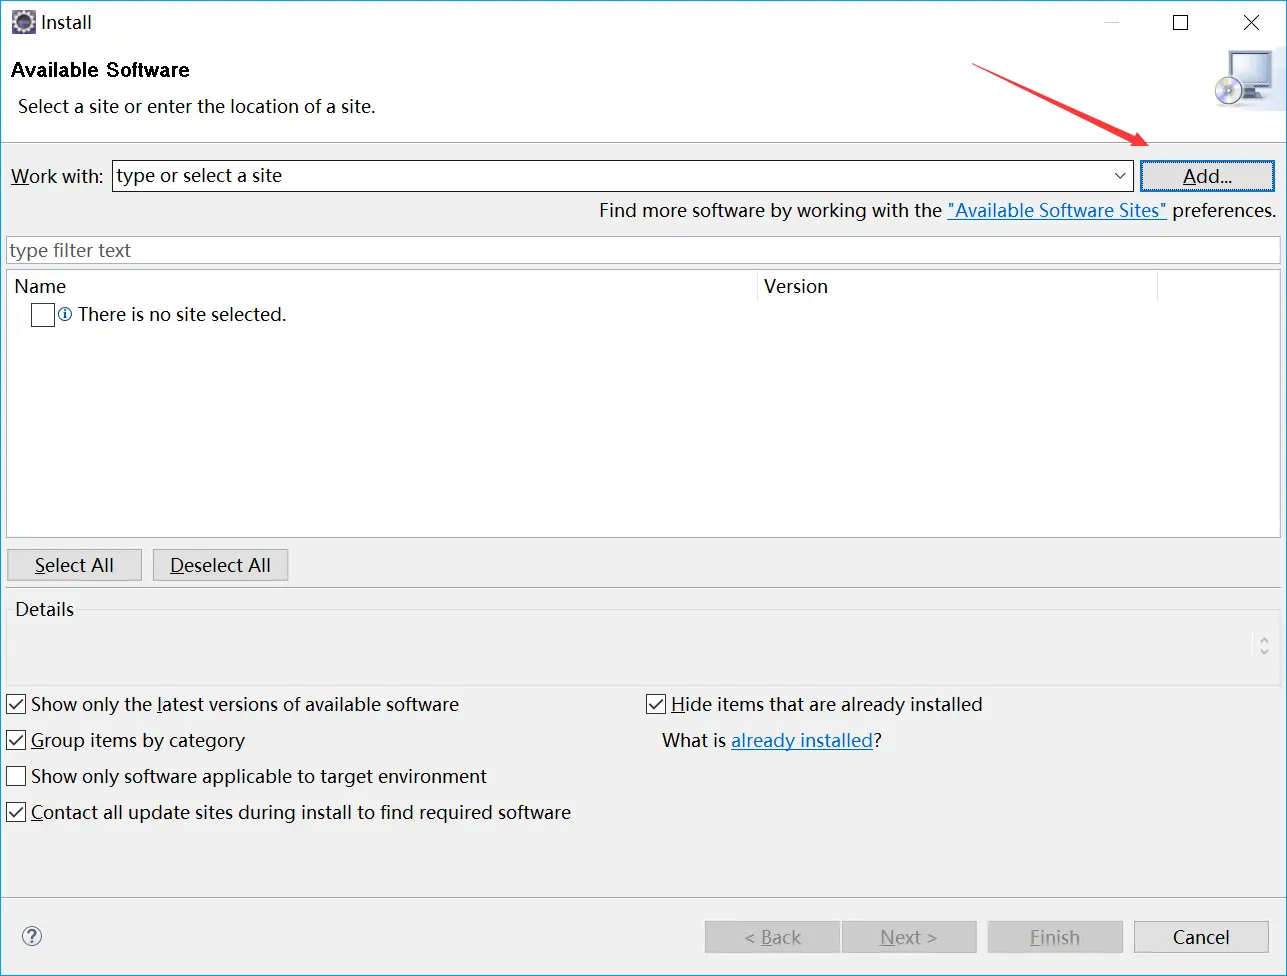 Install
Available Software
Select a site or enter the location of a site.
Work with: type or select a site Add...
Find more software by working with the "Available Software Sites" preferences.
type filter text
Name Version
There is no site selected.
Select All Deselect All
Details
Show only the latest versions of available software Hide items that are already installed
Group items by category What is already installed?
Show only software applicable to target environment
Contact all update sites during install to find required software
? < Back Next > Finish Cancel